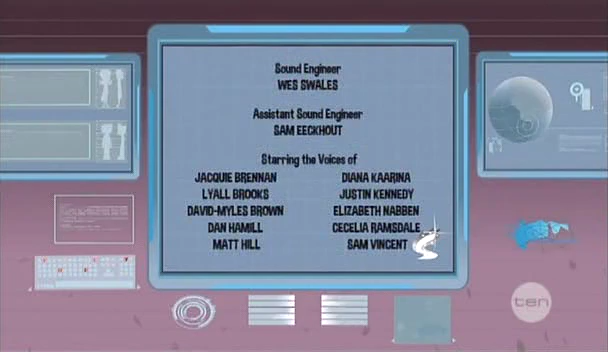 Sound Engineer
WES SWALES
Assistant Sound Engineer
SAM EECKHOUT
Starring the Voices of
JACQUIE BRENNAN DIANA KAARINA
LYALL BROOKS JUSTIN KENNEDY
DAVID-MYLES BROWN ELIZABETH NABBEN
DAN HAMILL CECELIA RAMSDALE
MATT HILL SAM VINCENT
ten